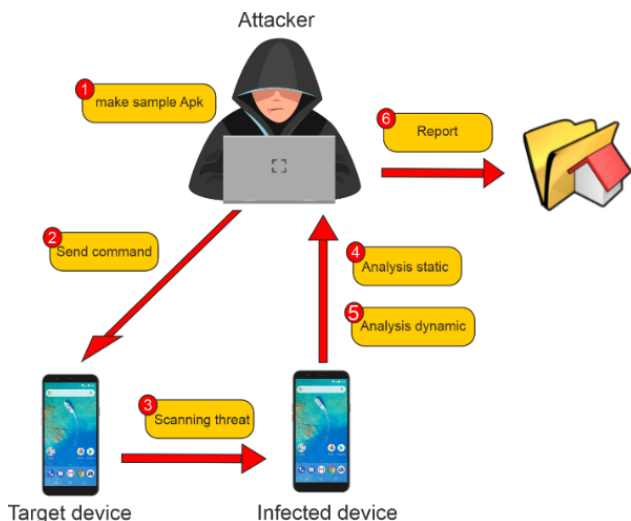 Attacker
1
make sample Apk
6
Report
2
Send command
4
Analysis static
5
Analysis dynamic
3
Scanning threat
Target device
Infected device